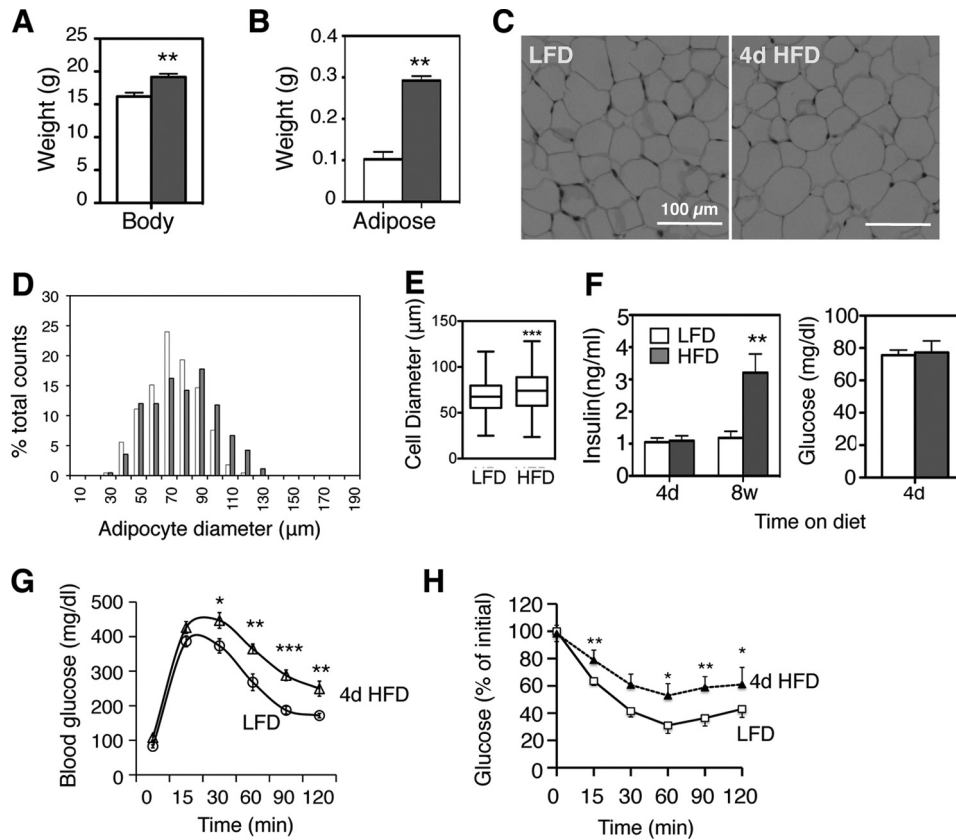 A
Weight (g)
25
20
15
10
5
0
**
Body
B
Weight (g)
0.4
0.3
0.1
0
**
Adipose
C
LFD
4d HFD
100 µm
D
% total counts
30
25
20
15
10
5
0
10
30
50
70
90
110
130
150
170
190
Adipocyte diameter (µm)
E
Cell Diameter (µm)
150
100
50
0
***
LFD
HFD
F
Insulin(ng/ml)
5
4
3
2
1
0
LFD
HFD
**
4d
8w
Glucose (mg/dl)
100
80
60
40
20
0
4d
Time on diet
G
Blood glucose (mg/dl)
500
400
300
200
100
0
* ** *** **
4d HFD
LFD
0 15 30 60 90 120
Time (min)
H
Glucose (% of initial)
120
100
80
60
40
20
0
** * ** *
4d HFD
LFD
0 15 30 60 90 120
Time (min)